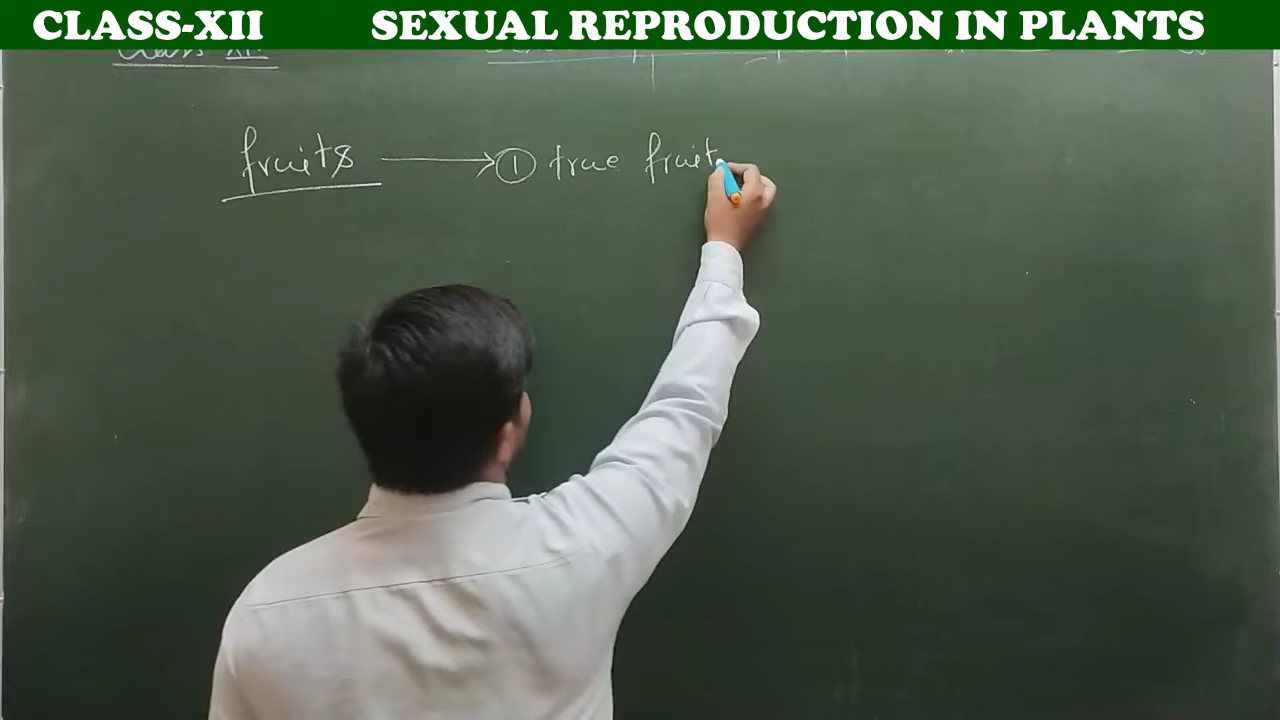 CLASS-XII SEXUAL REPRODUCTION IN PLANTS
fruits → ① true fruit